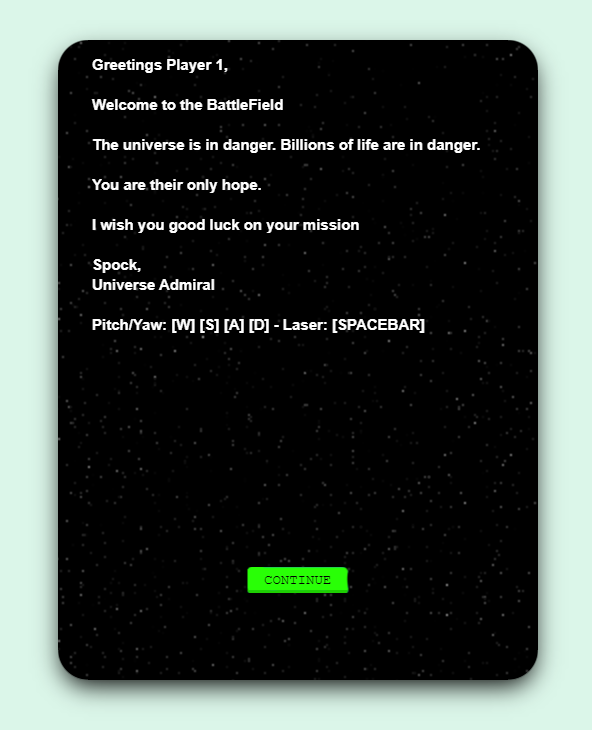 Greetings Player 1,
Welcome to the BattleField
The universe is in danger. Billions of life are in danger.
You are their only hope.
I wish you good luck on your mission
Spock,
Universe Admiral
Pitch/Yaw: [W] [S] [A] [D] - Laser: [SPACEBAR]
CONTINUE